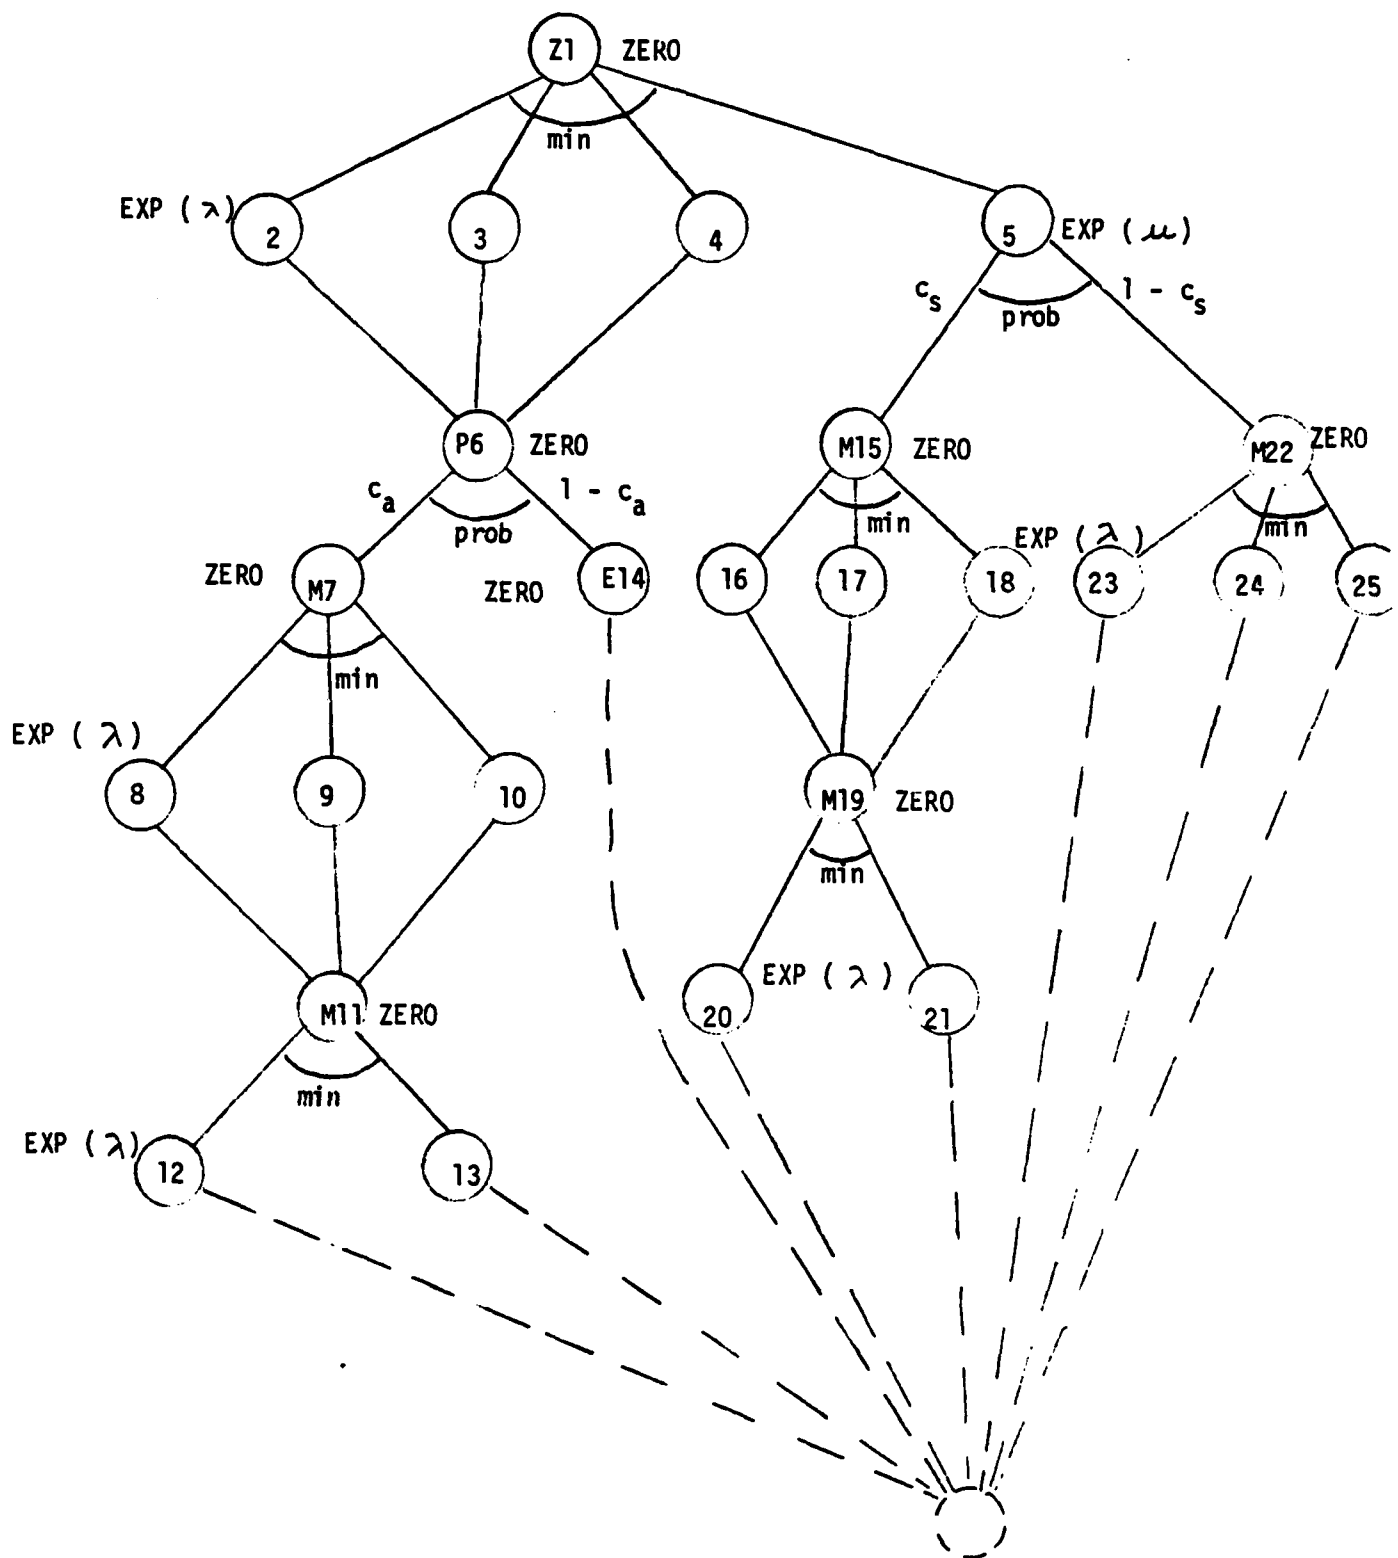 Z1 ZERO
min
EXP (λ) 2 3 4 5 EXP (μ)
c_s 1 - c_s
prob
P6 ZERO M15 ZERO M22 ZERO
c_a 1 - c_a min min
prob
ZERO M7 ZERO E14 16 17 18 EXP (λ) 23 24 25
min
EXP (λ) 8 9 10 M19 ZERO
min
M11 ZERO 20 EXP (λ) 21
min
EXP (λ) 12 13